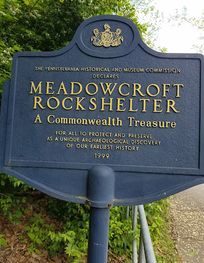 THE PENNSYLVANIA HISTORICAL AND MUSEUM COMMISSION
DECLARES
MEADOWCROFT
ROCKSHELTER
A Commonwealth Treasure
FOR ALL TO PROTECT AND PRESERVE
AS A UNIQUE ARCHAEOLOGICAL DISCOVERY
OF OUR EARLIEST HISTORY
1999